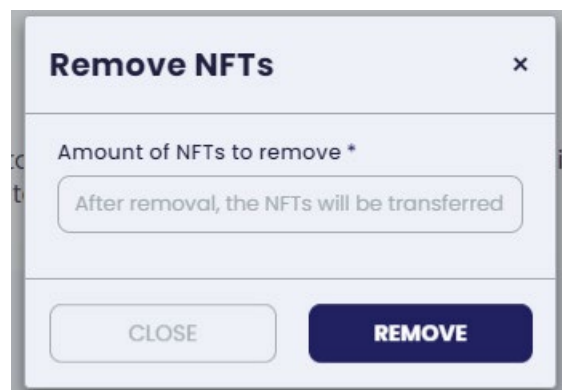 Remove NFTs ×
Amount of NFTs to remove *
After removal, the NFTs will be transferred
CLOSE REMOVE